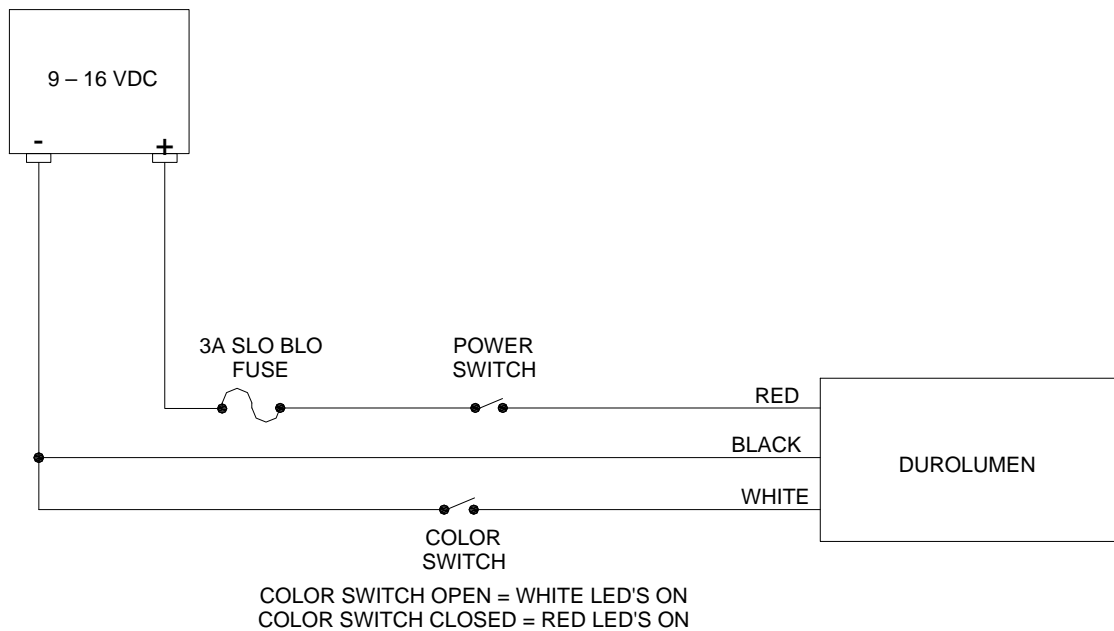 9 – 16 VDC
- +
3A SLO BLO
FUSE
POWER
SWITCH
RED
BLACK
DUROLUMEN
WHITE
COLOR
SWITCH
COLOR SWITCH OPEN = WHITE LED'S ON
COLOR SWITCH CLOSED = RED LED'S ON